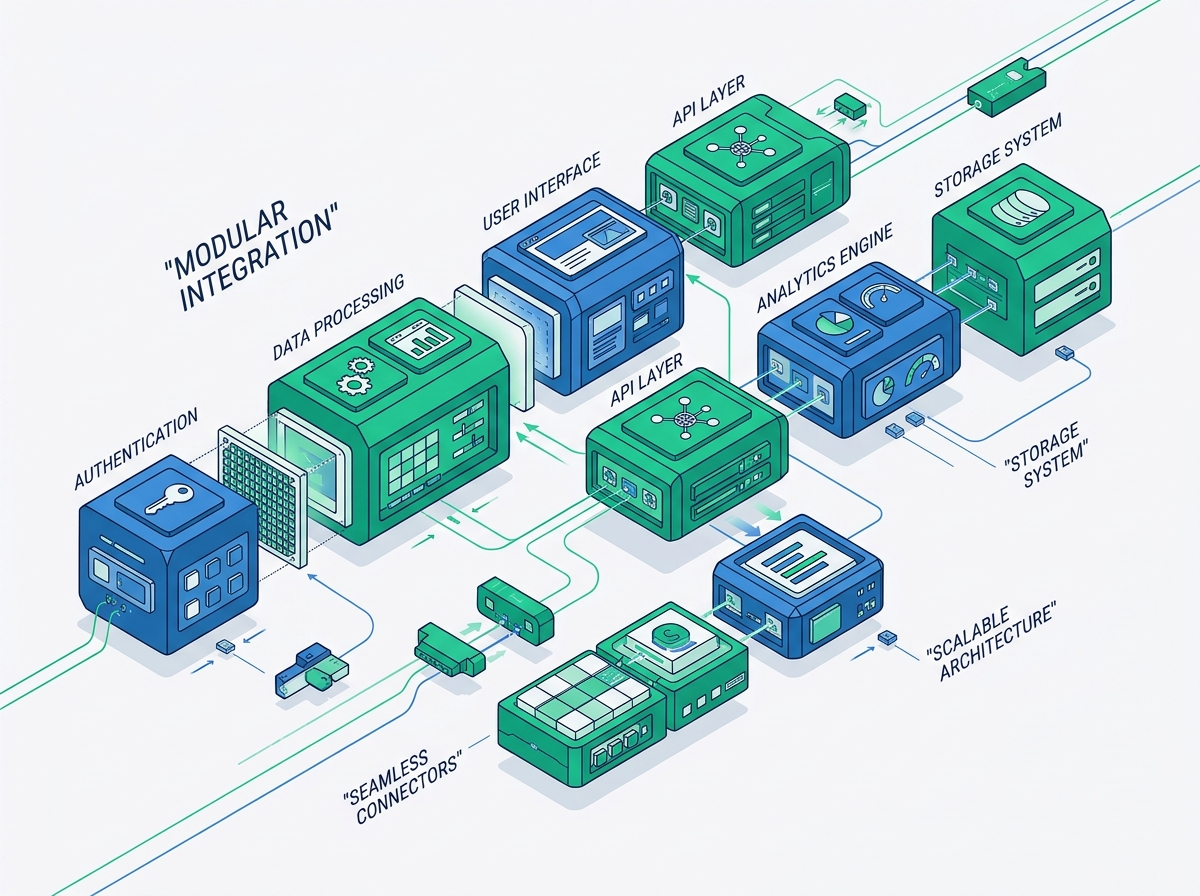 API LAYER
STORAGE SYSTEM
USER INTERFACE
"MODULAR
INTEGRATION"
ANALYTICS ENGINE
DATA PROCESSING
API LAYER
AUTHENTICATION
"STORAGE
SYSTEM"
"SCALABLE
ARCHITECTURE"
"SEAMLESS
CONNECTORS"
S